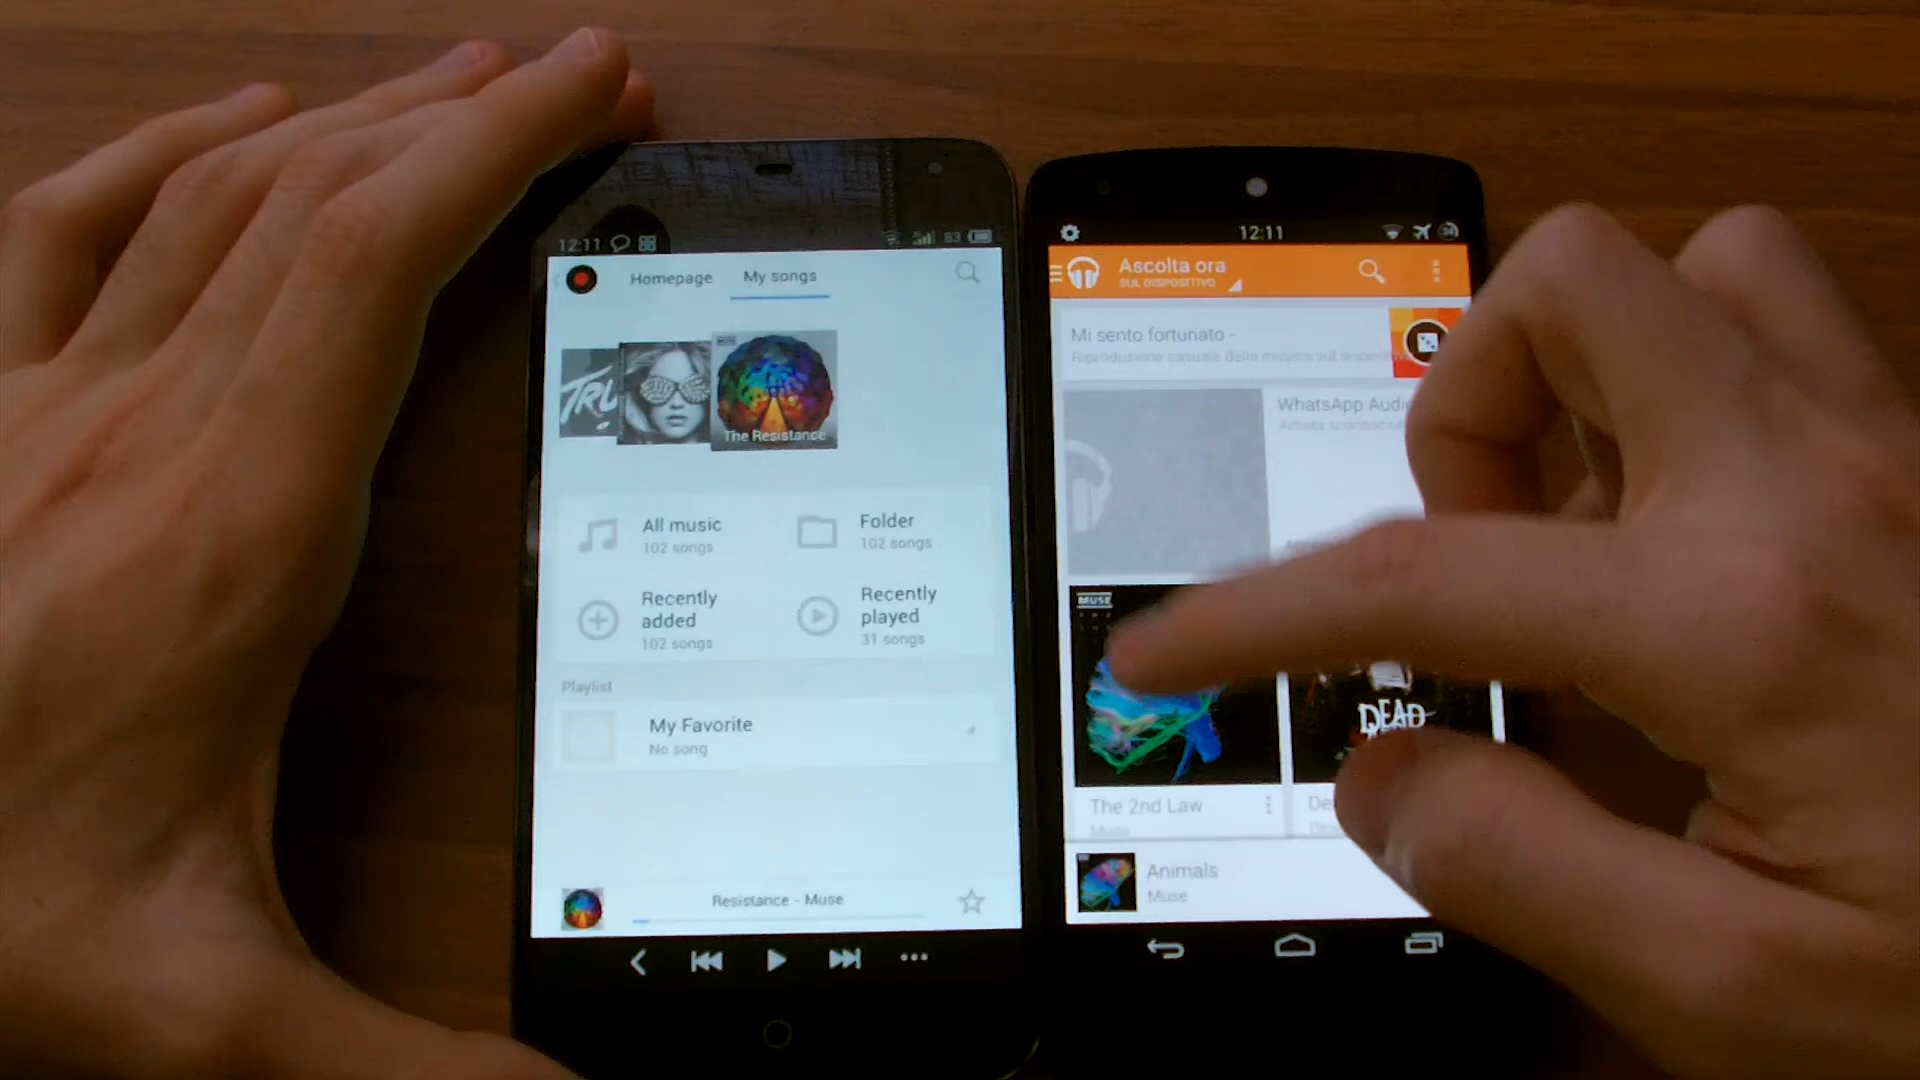 12:11
83
Homepage
My songs
TRU
MUSE
The Resistance
All music
102 songs
Folder
102 songs
Recently added
102 songs
Recently played
31 songs
Playlist
My Favorite
No song
Resistance - Muse
12:11
Ascolta ora
SUL DISPOSITIVO
Mi sento fortunato -
Riproduzione casuale della musica sul dispositivo
WhatsApp Audio
Artista sconosciuto
MUSE
DEAD
The 2nd Law
Muse
Animals
Muse